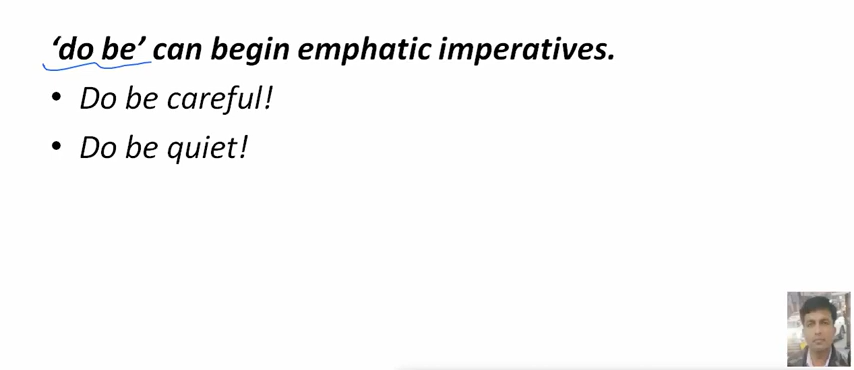 ‘do be’ can begin emphatic imperatives.
• Do be careful!
• Do be quiet!